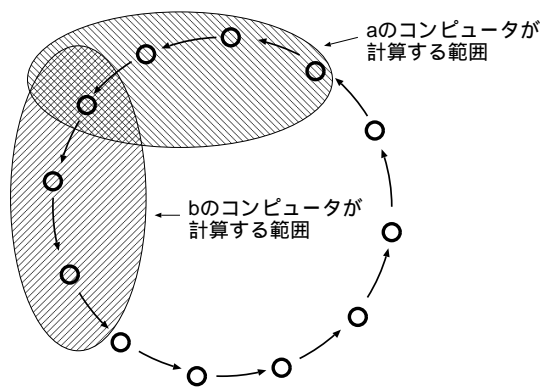 aのコンピュータが
計算する範囲
bのコンピュータが
計算する範囲